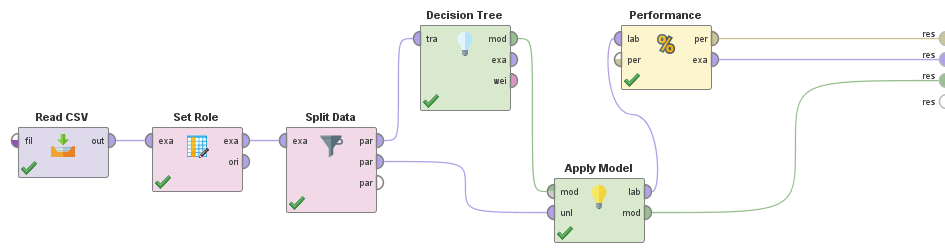 Decision Tree
tra mod
exa
wei
Performance
lab per
per exa
%
res
res
res
res
Read CSV
fil out
Set Role
exa exa
ori
Split Data
exa par
par
par
Apply Model
mod lab
unl mod